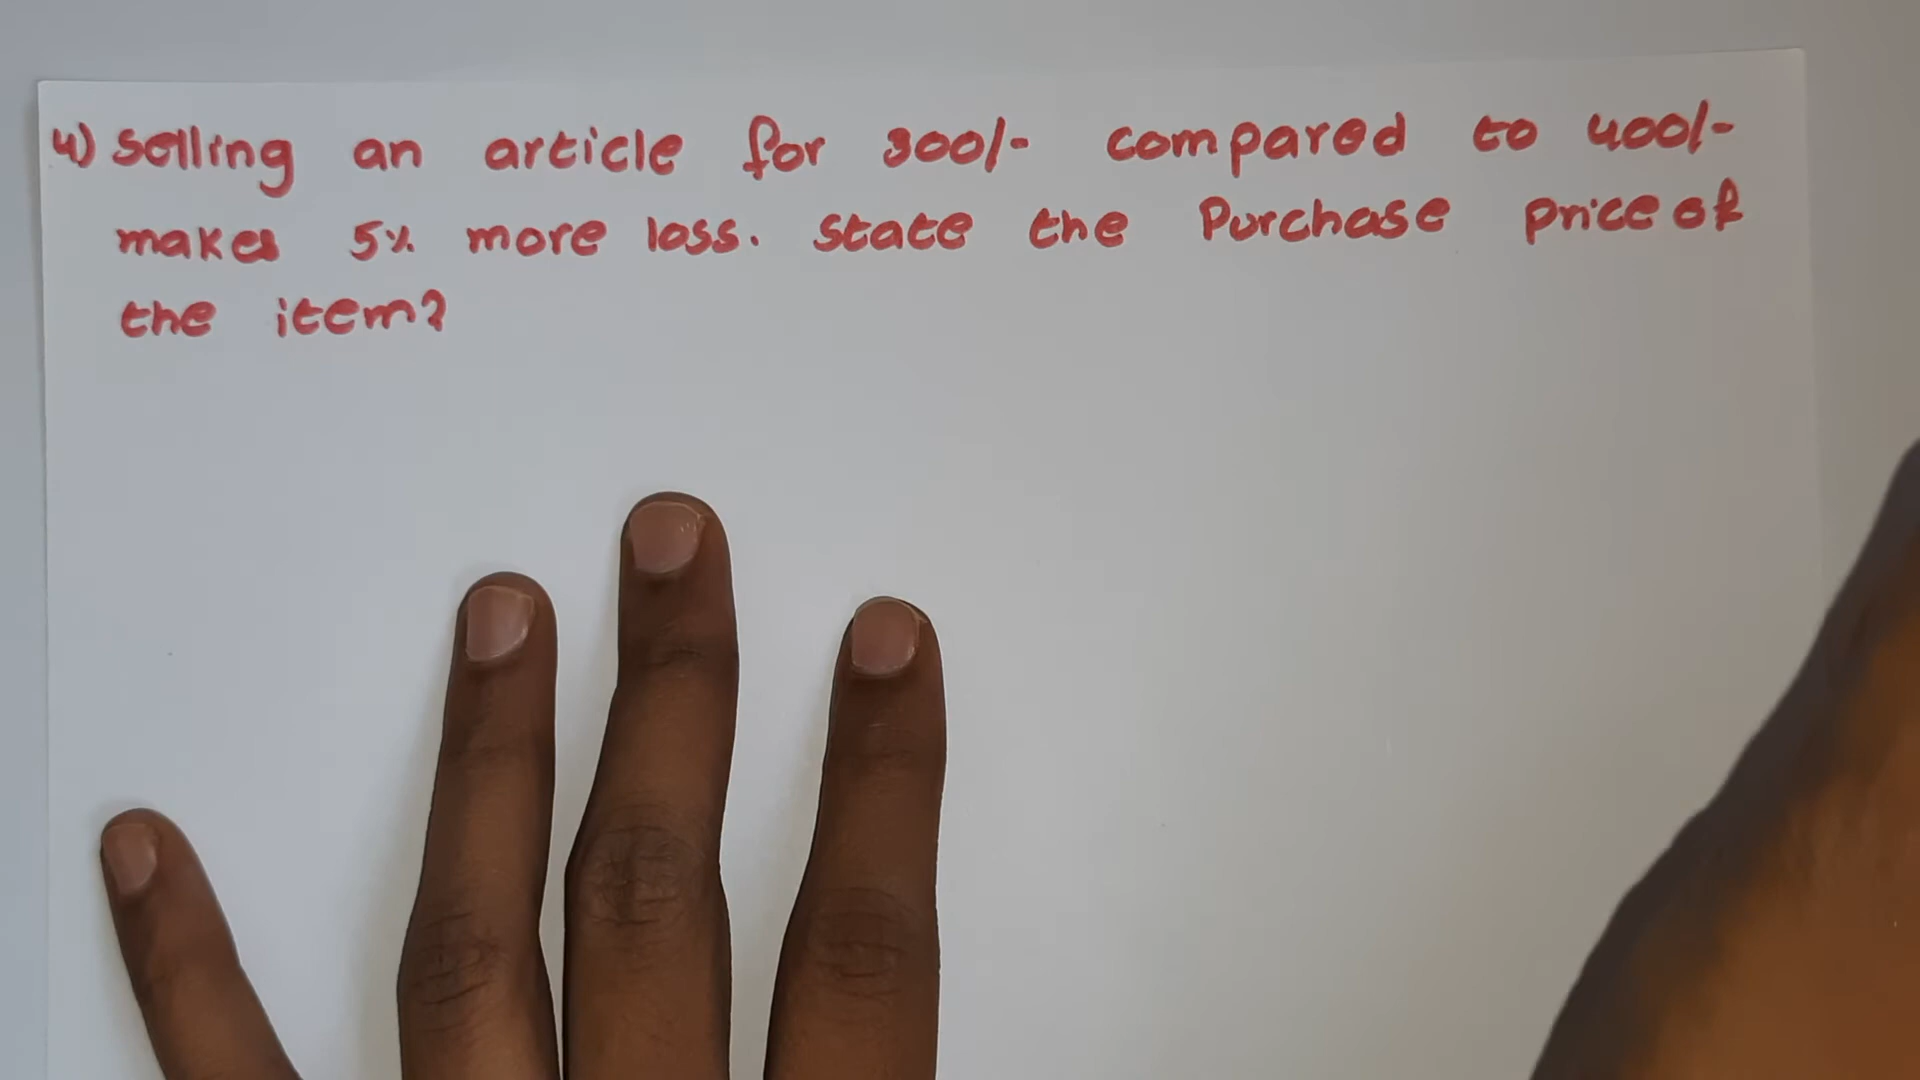 4) Selling an article for 300/- compared to 400/-
makes 5% more loss. State the Purchase price of
the item?